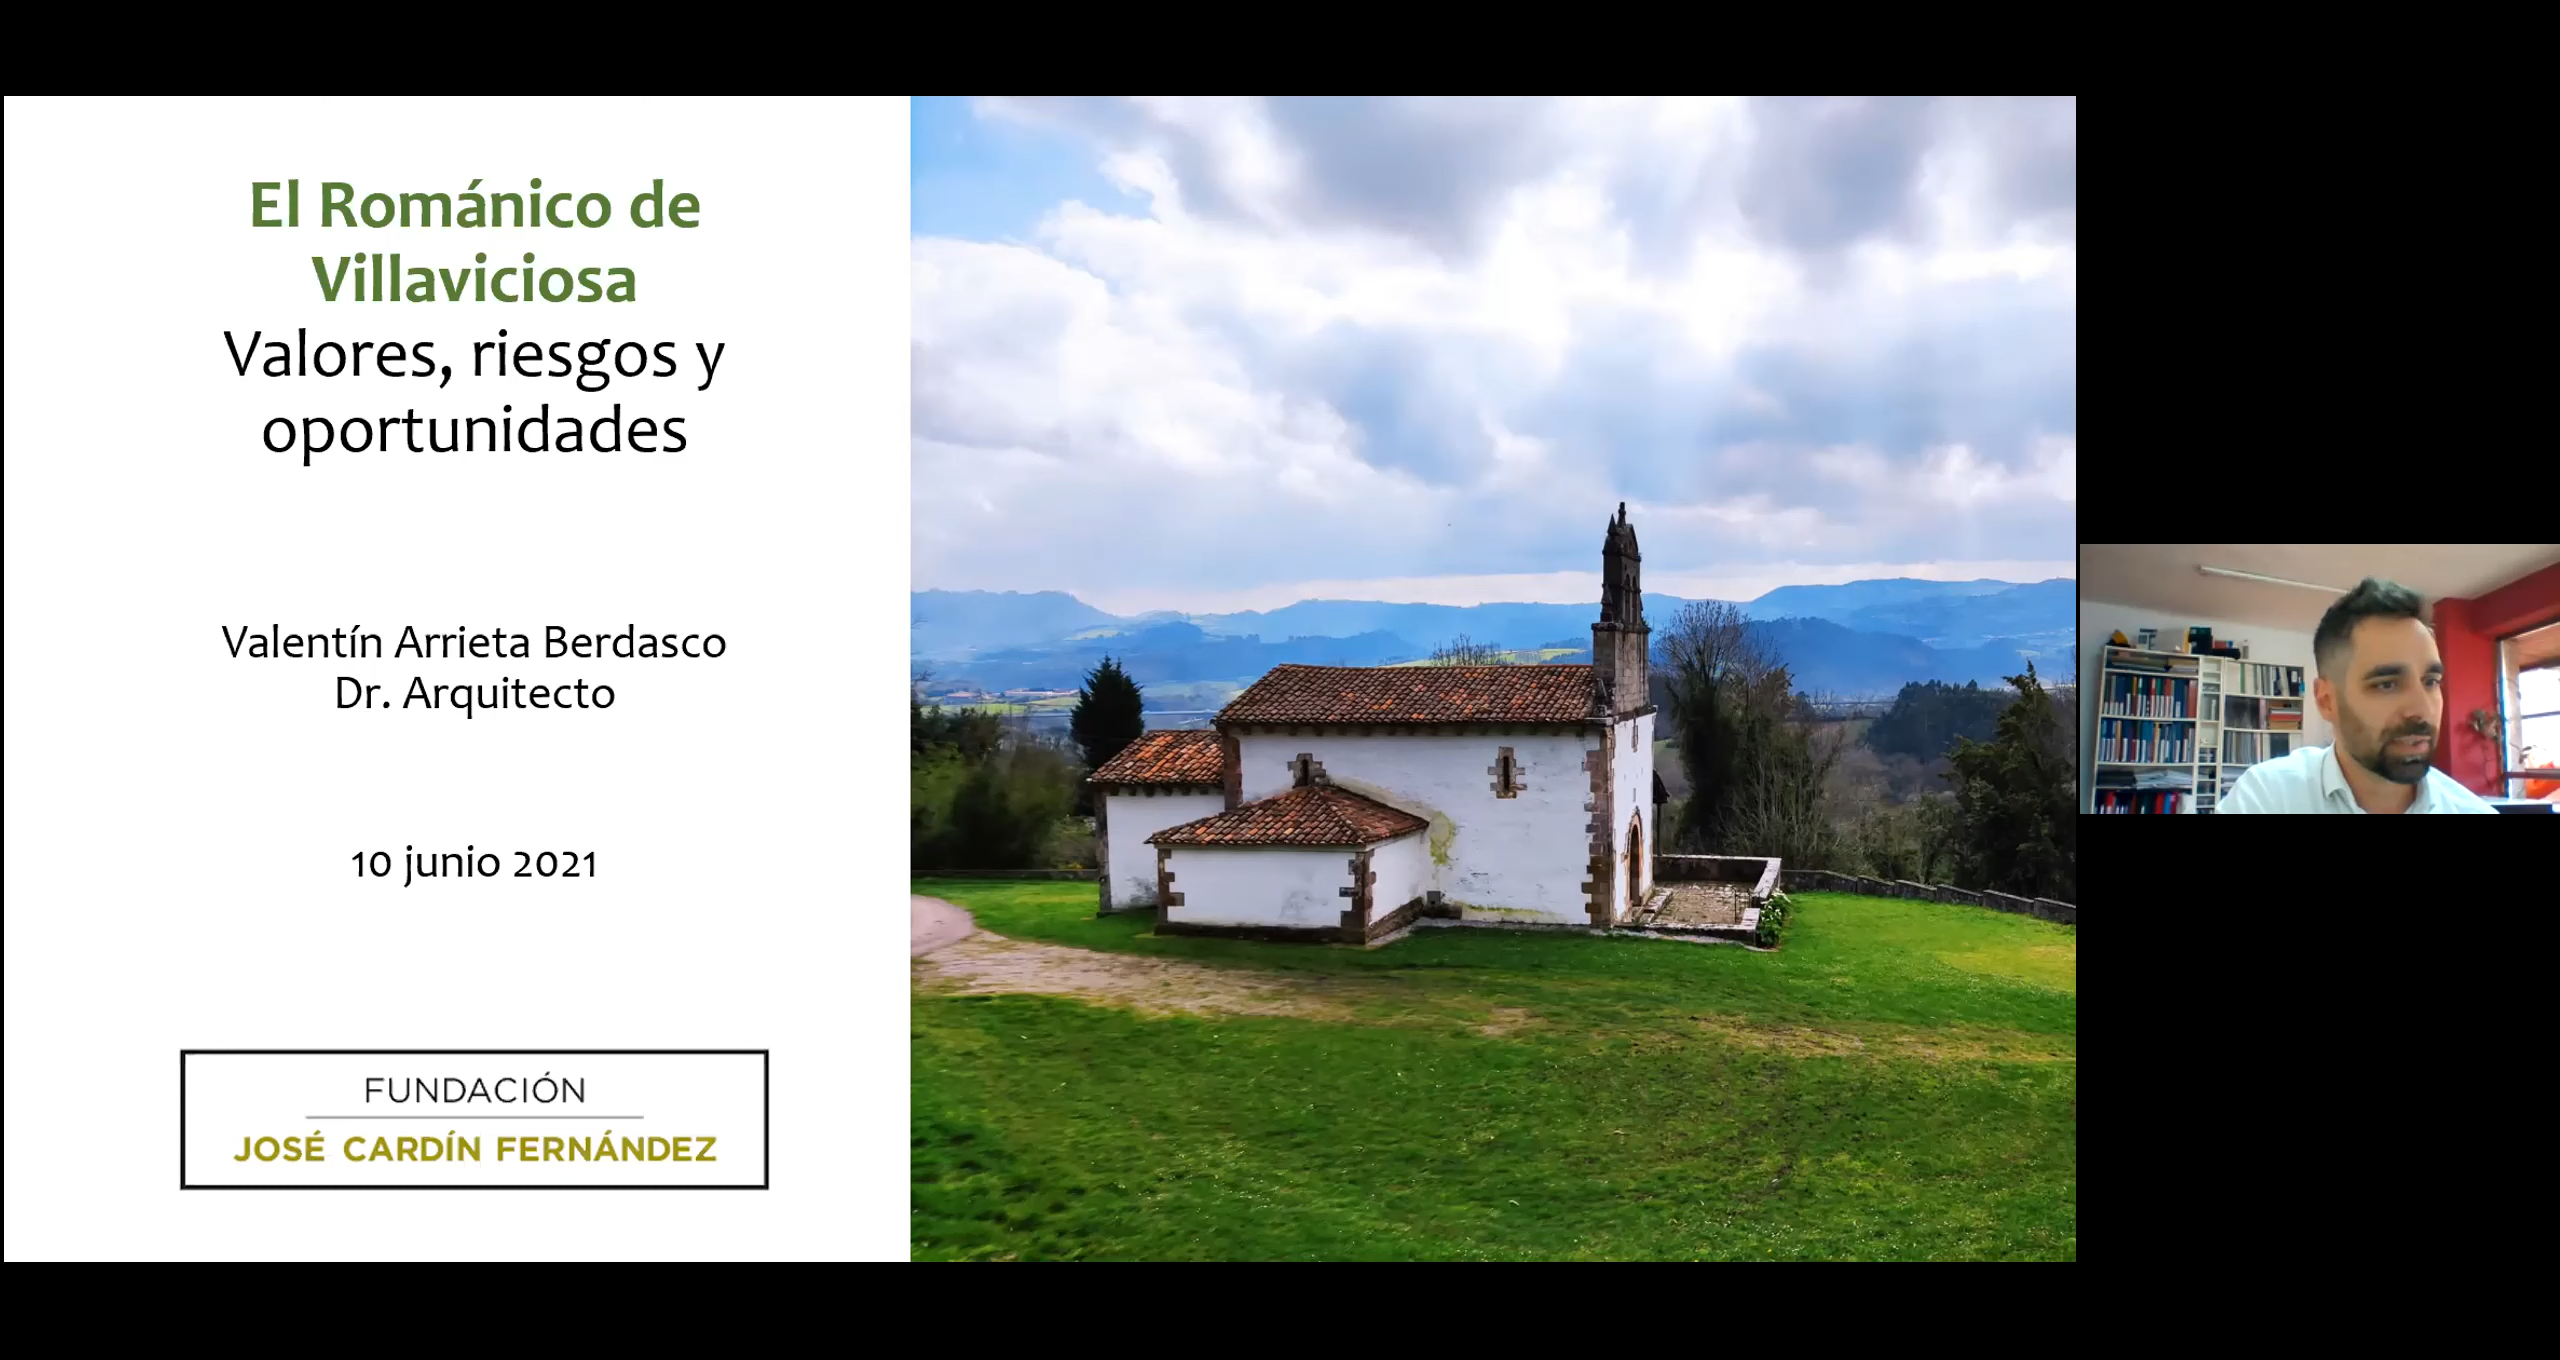 El Románico de
Villaviciosa
Valores, riesgos y
oportunidades
Valentín Arrieta Berdasco
Dr. Arquitecto
10 junio 2021
FUNDACIÓN
JOSÉ CARDÍN FERNÁNDEZ